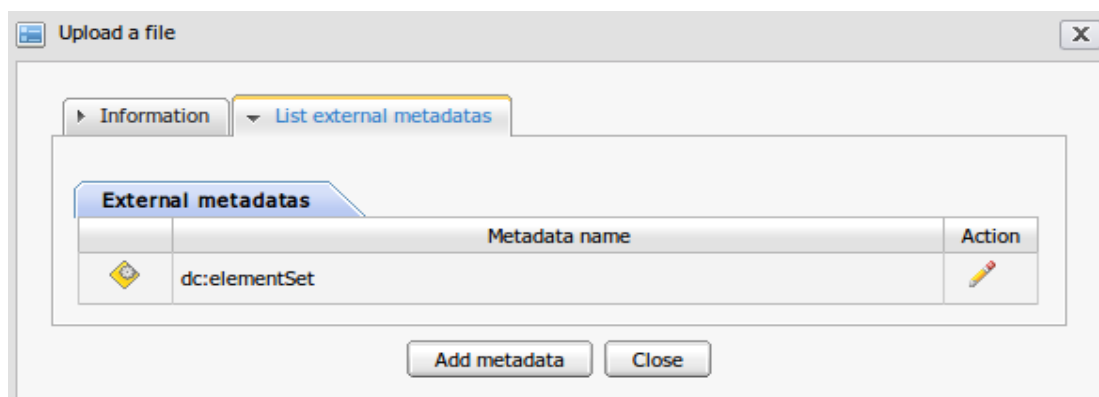 Upload a file
X
Information
List external metadatas
External metadatas
Metadata name Action
dc:elementSet
Add metadata Close